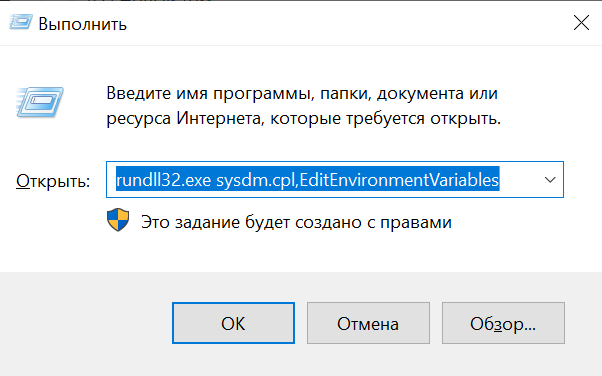 Выполнить
Введите имя программы, папки, документа или
ресурса Интернета, которые требуется открыть.
Открыть: rundll32.exe sysdm.cpl,EditEnvironmentVariables
Это задание будет создано с правами
ОК Отмена Обзор...